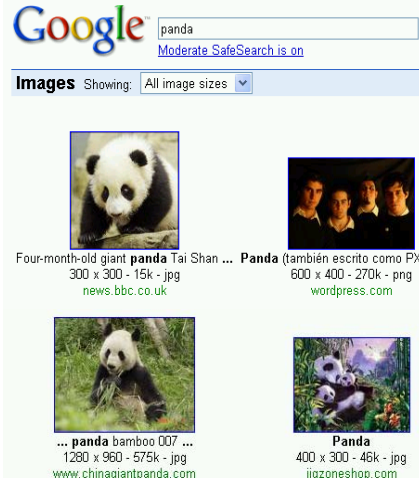 Google™
panda
Moderate SafeSearch is on
Images Showing: All image sizes
Four-month-old giant panda Tai Shan ...
300 x 300 - 15k - jpg
news.bbc.co.uk
Panda (también escrito como PX
600 x 400 - 270k - png
wordpress.com
... panda bamboo 007 ...
1280 x 960 - 575k - jpg
www.chinagiantpanda.com
Panda
400 x 300 - 46k - jpg
jigzoneshop.com